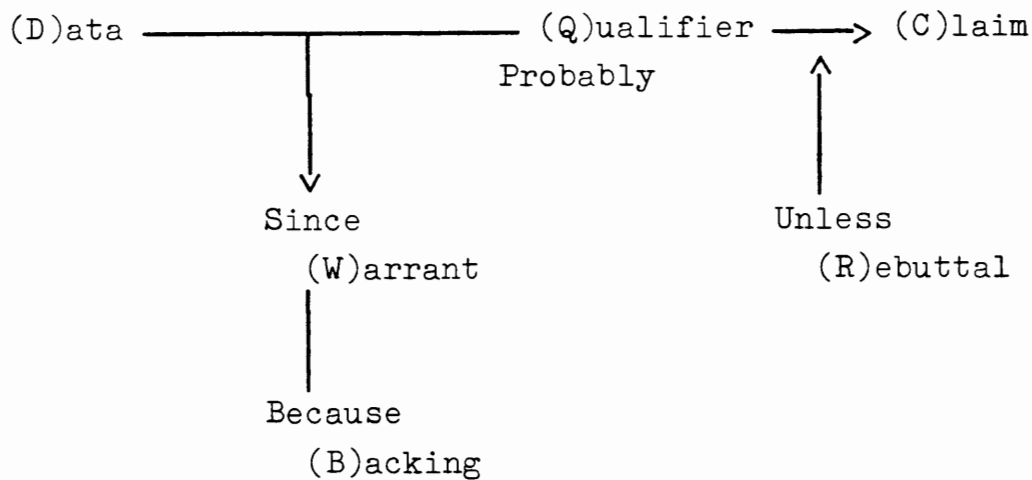 (D)ata (Q)ualifier (C)laim
Probably
Since Unless
(W)arrant (R)ebuttal
Because
(B)acking